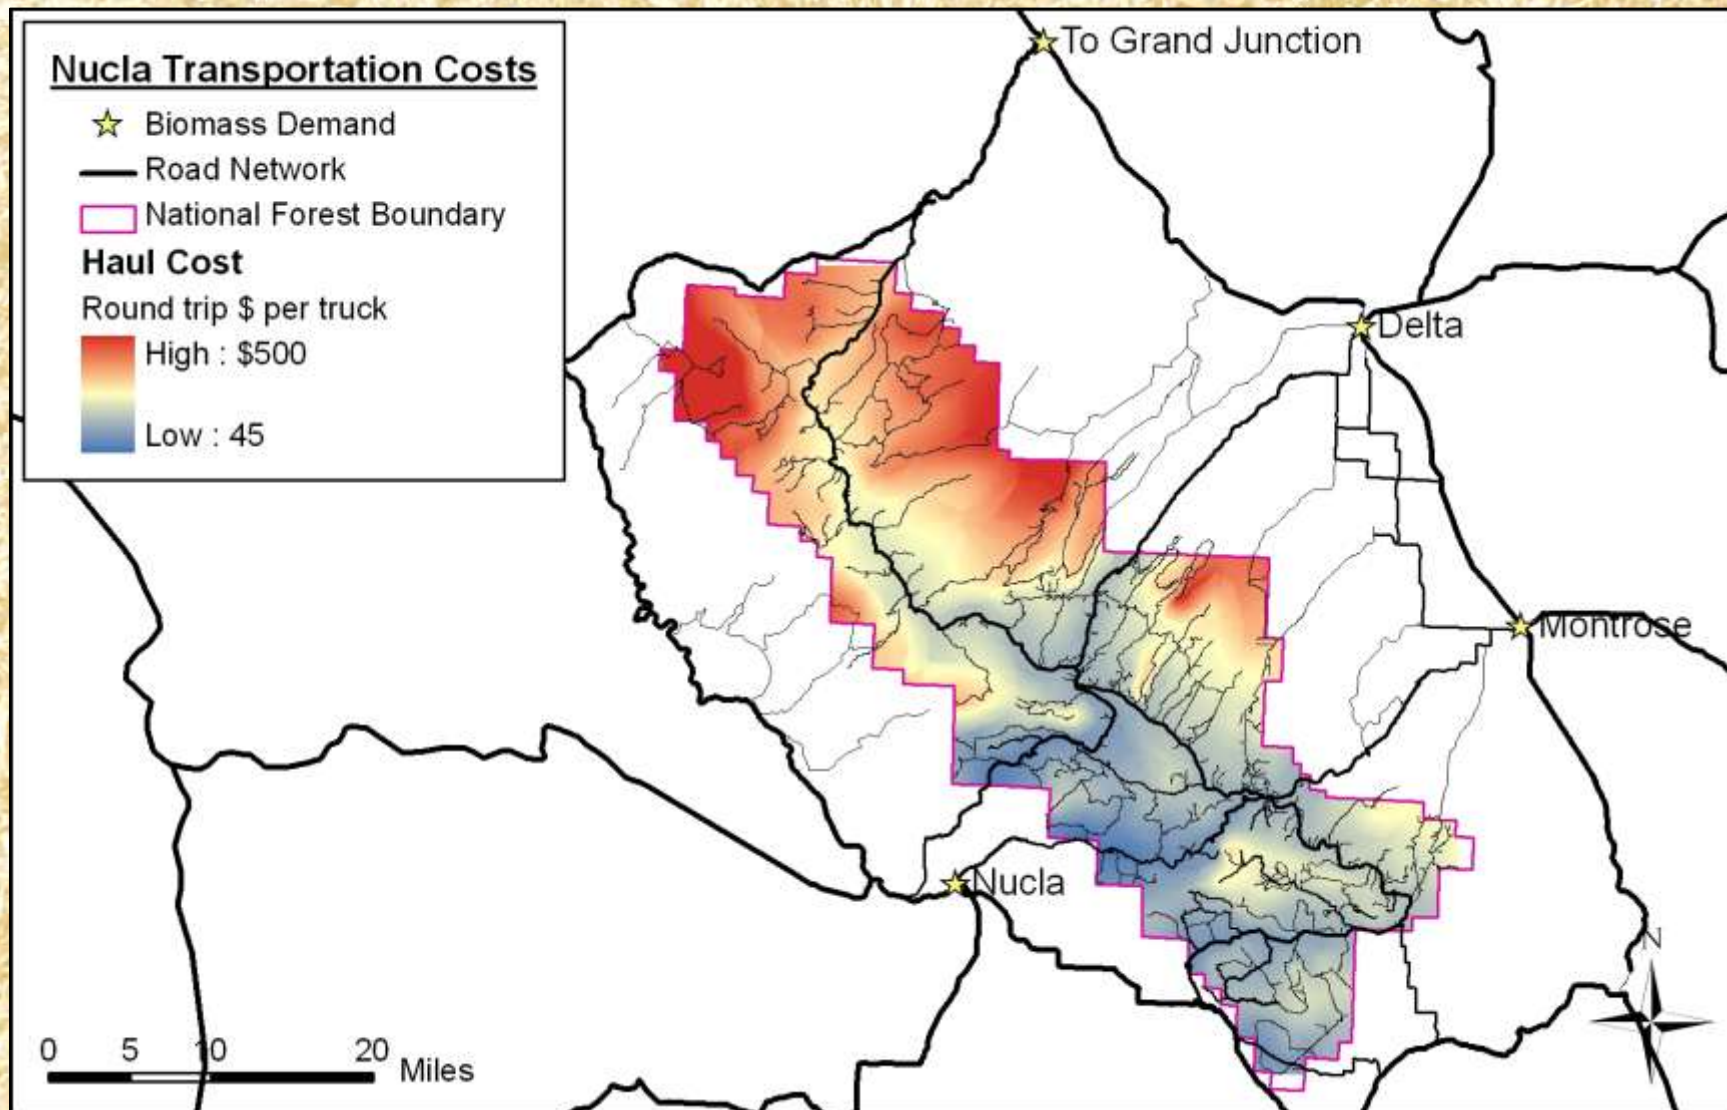 Nucla Transportation Costs
Biomass Demand
Road Network
National Forest Boundary
Haul Cost
Round trip $ per truck
High : $500
Low : 45
To Grand Junction
Delta
Montrose
Nucla
N
0 5 10 20 Miles